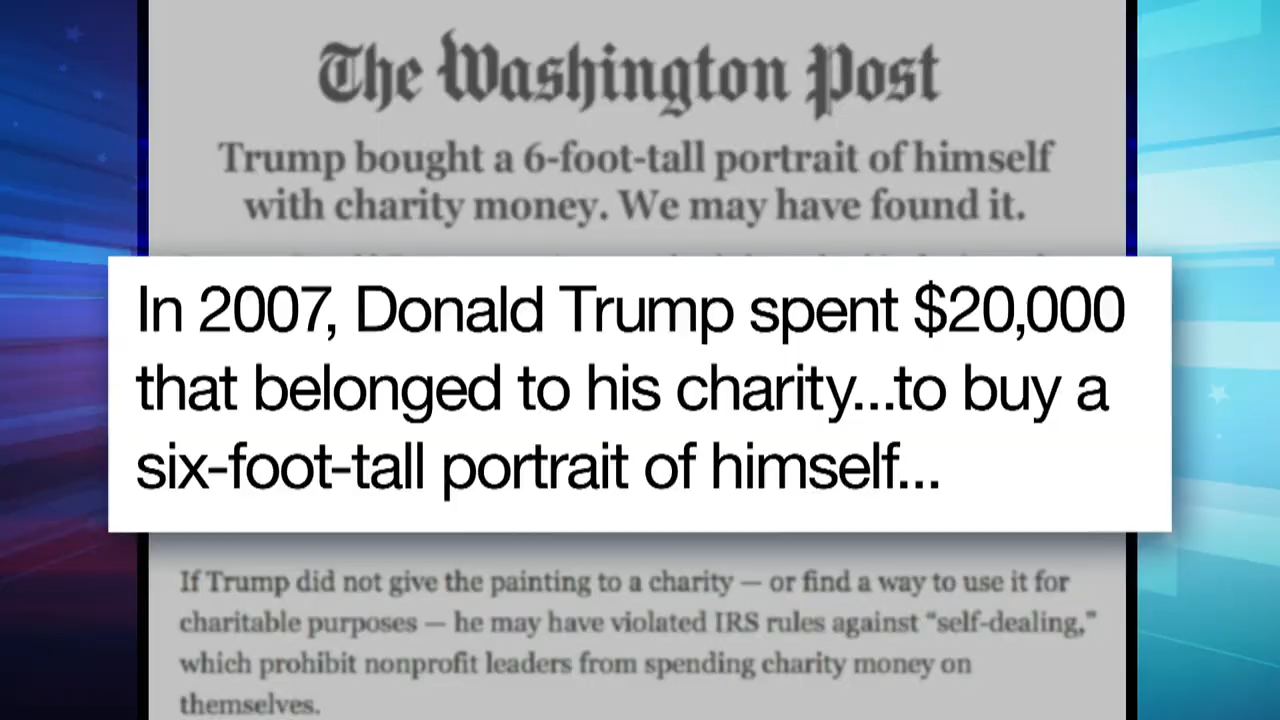 The Washington Post
Trump bought a 6-foot-tall portrait of himself
with charity money. We may have found it.
In 2007, Donald Trump spent $20,000
that belonged to his charity...to buy a
six-foot-tall portrait of himself...
If Trump did not give the painting to a charity — or find a way to use it for
charitable purposes — he may have violated IRS rules against “self-dealing,”
which prohibit nonprofit leaders from spending charity money on
themselves.